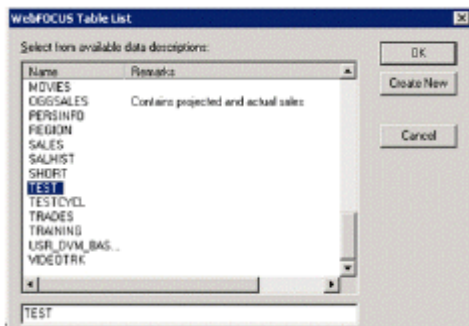 WebFOCUS Table List
Select from available data descriptions:
OK
Name Remarks
Create New
MOVIES
OGGSALES Contains projected and actual sales
PERSINFO
REGION
SALES
Cancel
SALHIST
SHORT
TEST
TESTCYCL
TRADES
TRAINING
USR_DVM_BAS...
VIDEOTRK
TEST